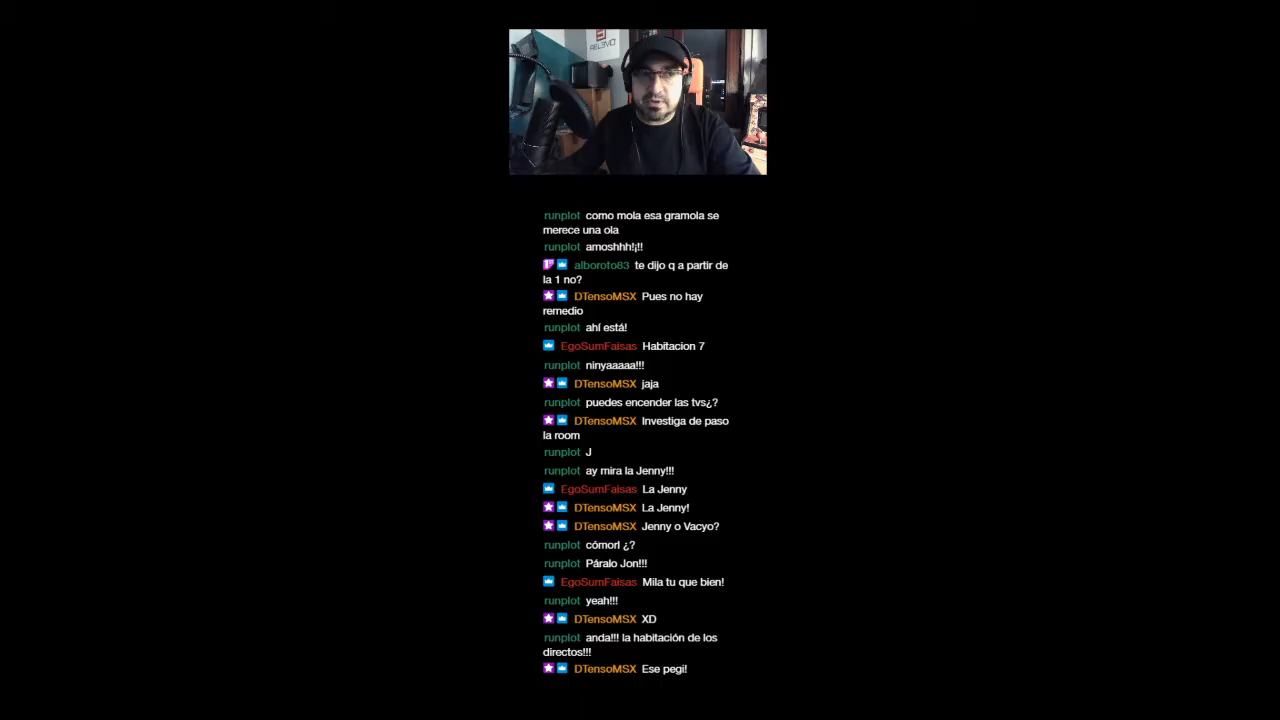 RELEVO
runplot como mola esa gramola se
merece una ola
runplot amoshhh!¡!!
alboroto83 te dijo q a partir de
la 1 no?
DTensoMSX Pues no hay
remedio
runplot ahí está!
EgoSumFaisas Habitacion 7
runplot ninyaaaaa!!!
DTensoMSX jaja
runplot puedes encender las tvs¿?
DTensoMSX Investiga de paso
la room
runplot J
runplot ay mira la Jenny!!!
EgoSumFaisas La Jenny
DTensoMSX La Jenny!
DTensoMSX Jenny o Vacyo?
runplot cómorl ¿?
runplot Páralo Jon!!!
EgoSumFaisas Mila tu que bien!
runplot yeah!!!
DTensoMSX XD
runplot anda!!! la habitación de los
directos!!!
DTensoMSX Ese pegi!